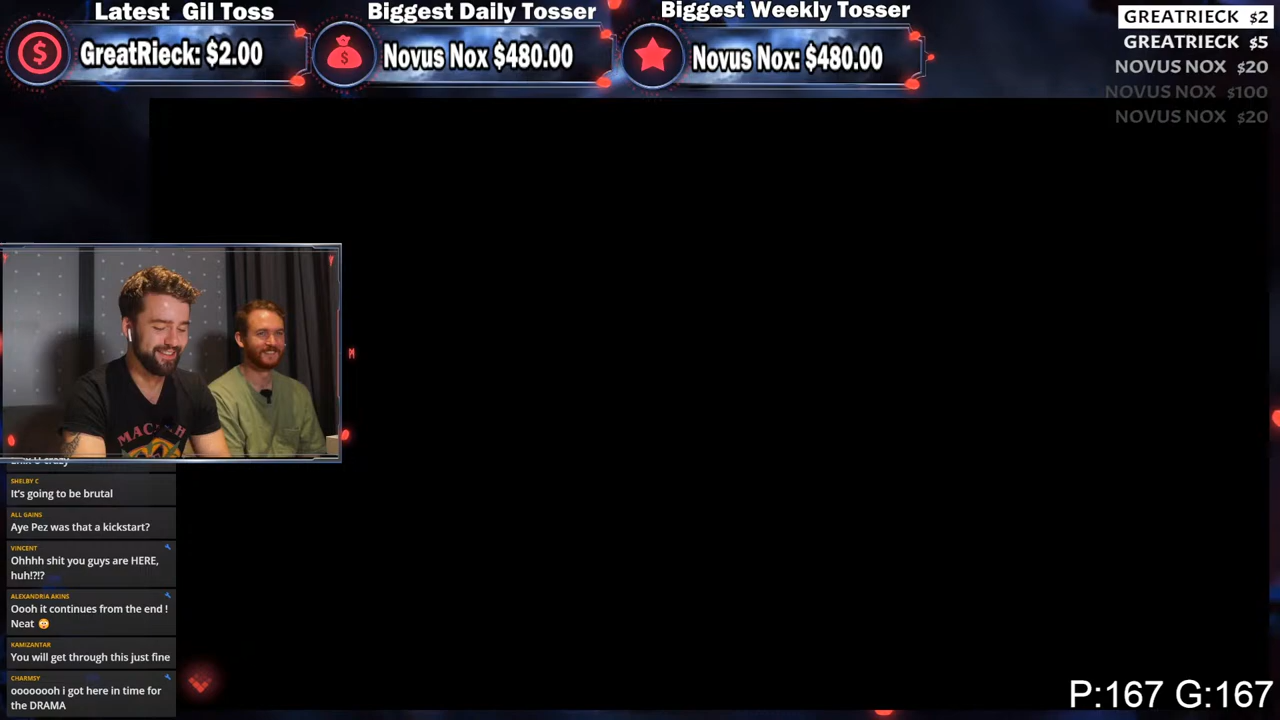 Latest Gil Toss
GreatRieck: $2.00
Biggest Daily Tosser
Novus Nox $480.00
Biggest Weekly Tosser
Novus Nox: $480.00
GREATRIECK $2
GREATRIECK $5
NOVUS NOX $20
NOVUS NOX $100
NOVUS NOX $20
SHELBY C
It's going to be brutal
ALL GAINS
Aye Pez was that a kickstart?
VINCENT
Ohhhh shit you guys are HERE,
huh!?!?
ALEXANDRIA AKINS
Oooh it continues from the end !
Neat 😳
KAMIZANTAR
You will get through this just fine
CHARMSY
oooooooh i got here in time for
the DRAMA
P:167 G:167